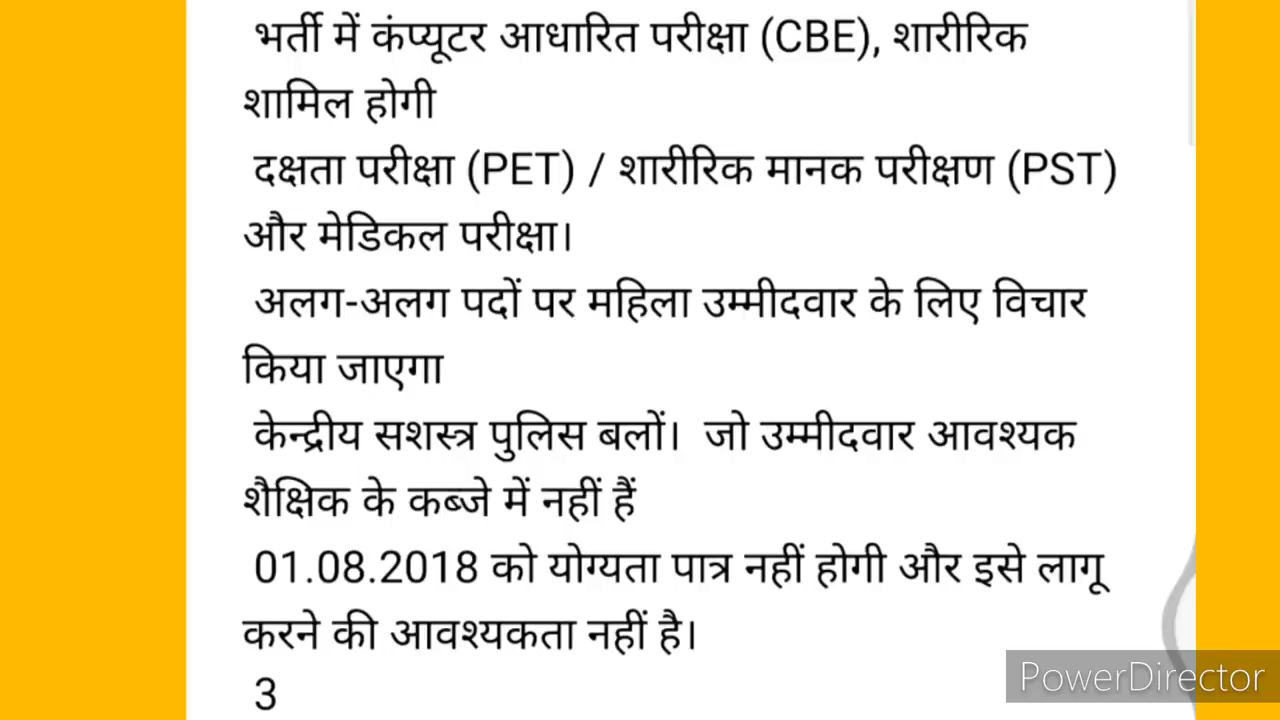 भर्ती में कंप्यूटर आधारित परीक्षा (CBE), शारीरिक
शामिल होगी
दक्षता परीक्षा (PET) / शारीरिक मानक परीक्षण (PST)
और मेडिकल परीक्षा।
अलग-अलग पदों पर महिला उम्मीदवार के लिए विचार
किया जाएगा
केन्द्रीय सशस्त्र पुलिस बलों। जो उम्मीदवार आवश्यक
शैक्षिक के कब्जे में नहीं हैं
01.08.2018 को योग्यता पात्र नहीं होगी और इसे लागू
करने की आवश्यकता नहीं है।
3
PowerDirector